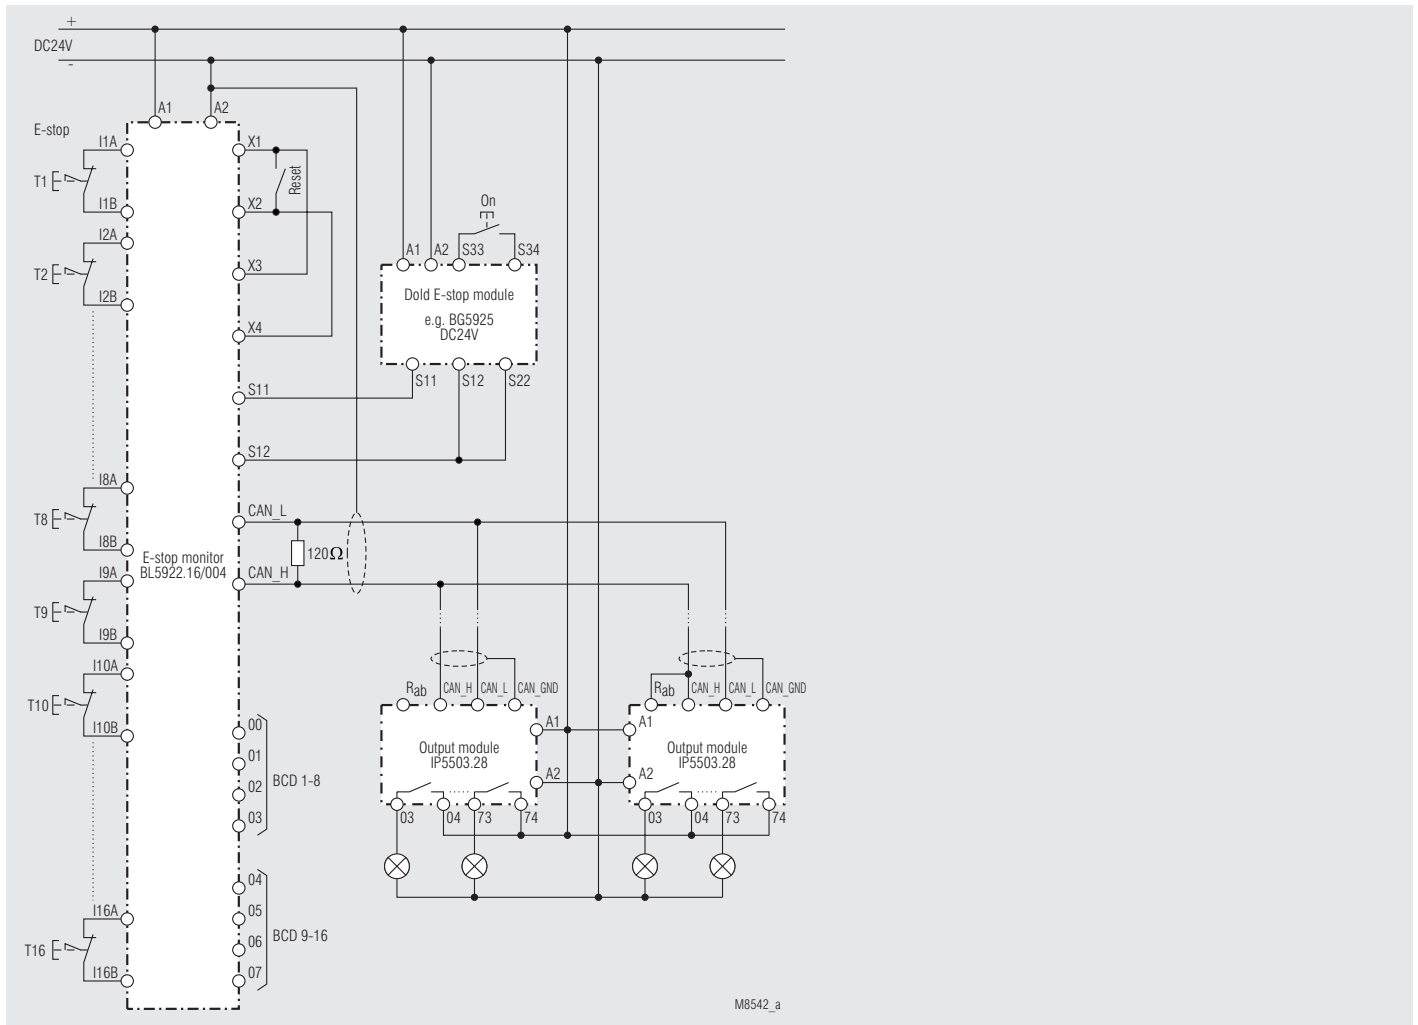 +
DC24V
-
A1
A2
E-stop
I1A
X1
T1
Reset
I1B
X2
I2A
On
A1
A2
S33
S34
T2
X3
I2B
Dold E-stop module
e.g. BG5925
DC24V
X4
S11
S12
S22
S11
S12
I8A
CAN_L
T8
I8B
120Ω
E-stop monitor
BL5922.16/004
I9A
CAN_H
T9
I9B
I10A
Rab
CAN_H
CAN_L
CAN_GND
Rab
CAN_H
CAN_L
CAN_GND
T10
I10B
A1
A1
Output module
IP5503.28
Output module
IP5503.28
A2
A2
00
01
02
03
BCD 1-8
03
04
73
74
03
04
73
74
04
05
06
07
BCD 9-16
I16A
T16
I16B
M8542_a